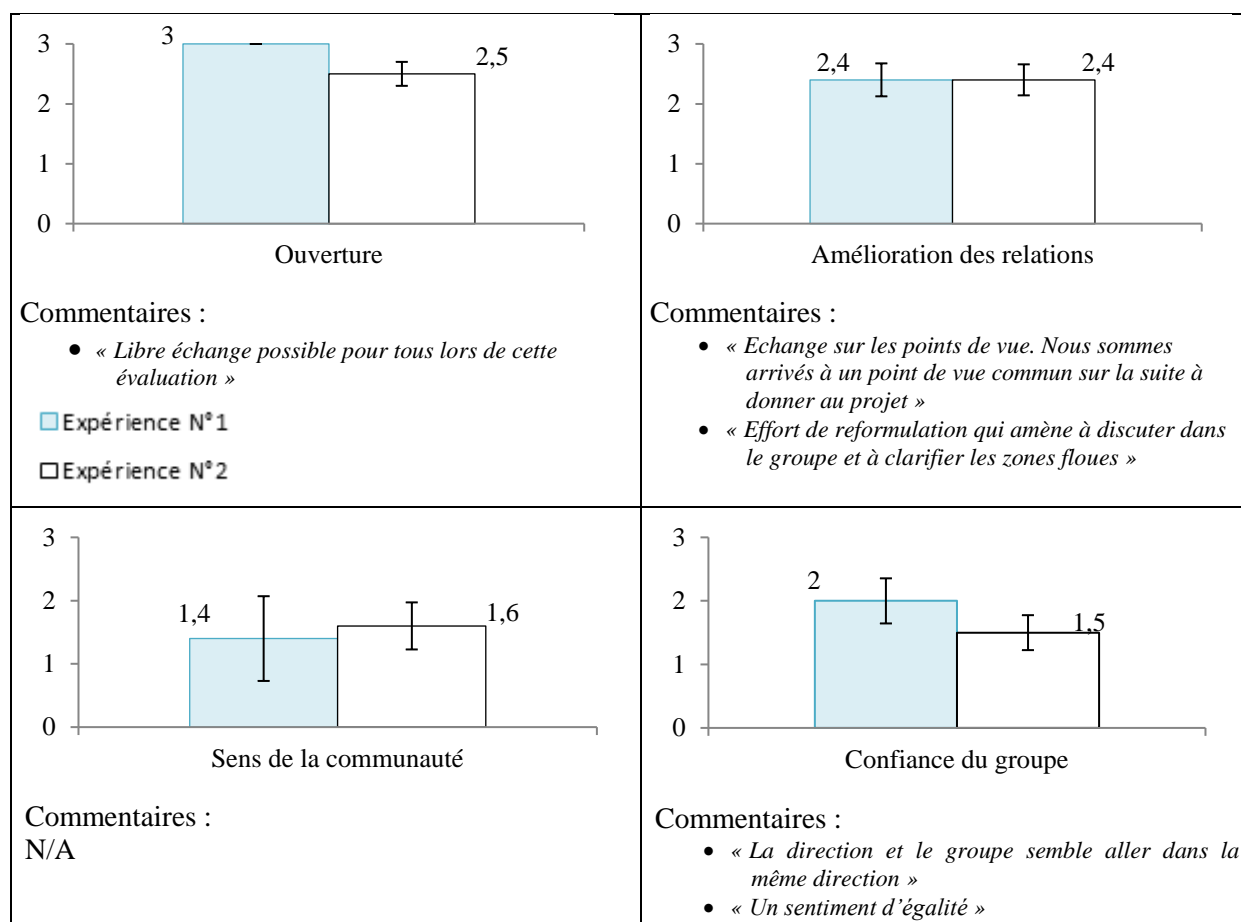 3
2
1
0
3
2,5
Ouverture
Commentaires :
• « Libre échange possible pour tous lors de cette
évaluation »
Expérience N°1
Expérience N°2
3
2
1
0
2,4
2,4
Amélioration des relations
Commentaires :
• « Echange sur les points de vue. Nous sommes
arrivés à un point de vue commun sur la suite à
donner au projet »
• « Effort de reformulation qui amène à discuter dans
le groupe et à clarifier les zones floues »
3
2
1
0
1,4
1,6
Sens de la communauté
Commentaires :
N/A
3
2
1
0
2
1,5
Confiance du groupe
Commentaires :
• « La direction et le groupe semble aller dans la
même direction »
• « Un sentiment d’égalité »